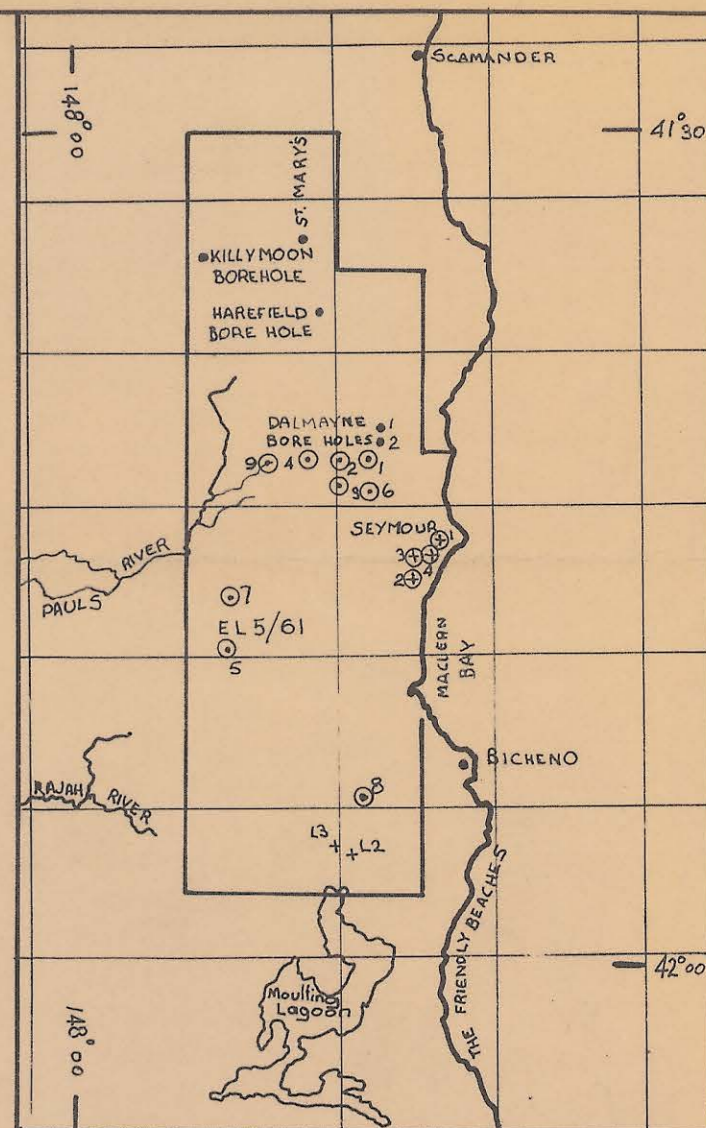 SCAMANDER
148°00
41°30
ST. MARY'S
KILLYMOON
BOREHOLE
HAREFIELD
BORE HOLE
DALMAYNE 1
BORE HOLES 2
9 4 2 1
3 6
SEYMOUR 1
3 4
2
PAULS RIVER
7
EL 5/61
5
MACLEAN
BAY
BICHENO
8
RAJAH RIVER
L3 L2
THE FRIENDLY BEACHES
42°00
Moulting
Lagoon
148°00